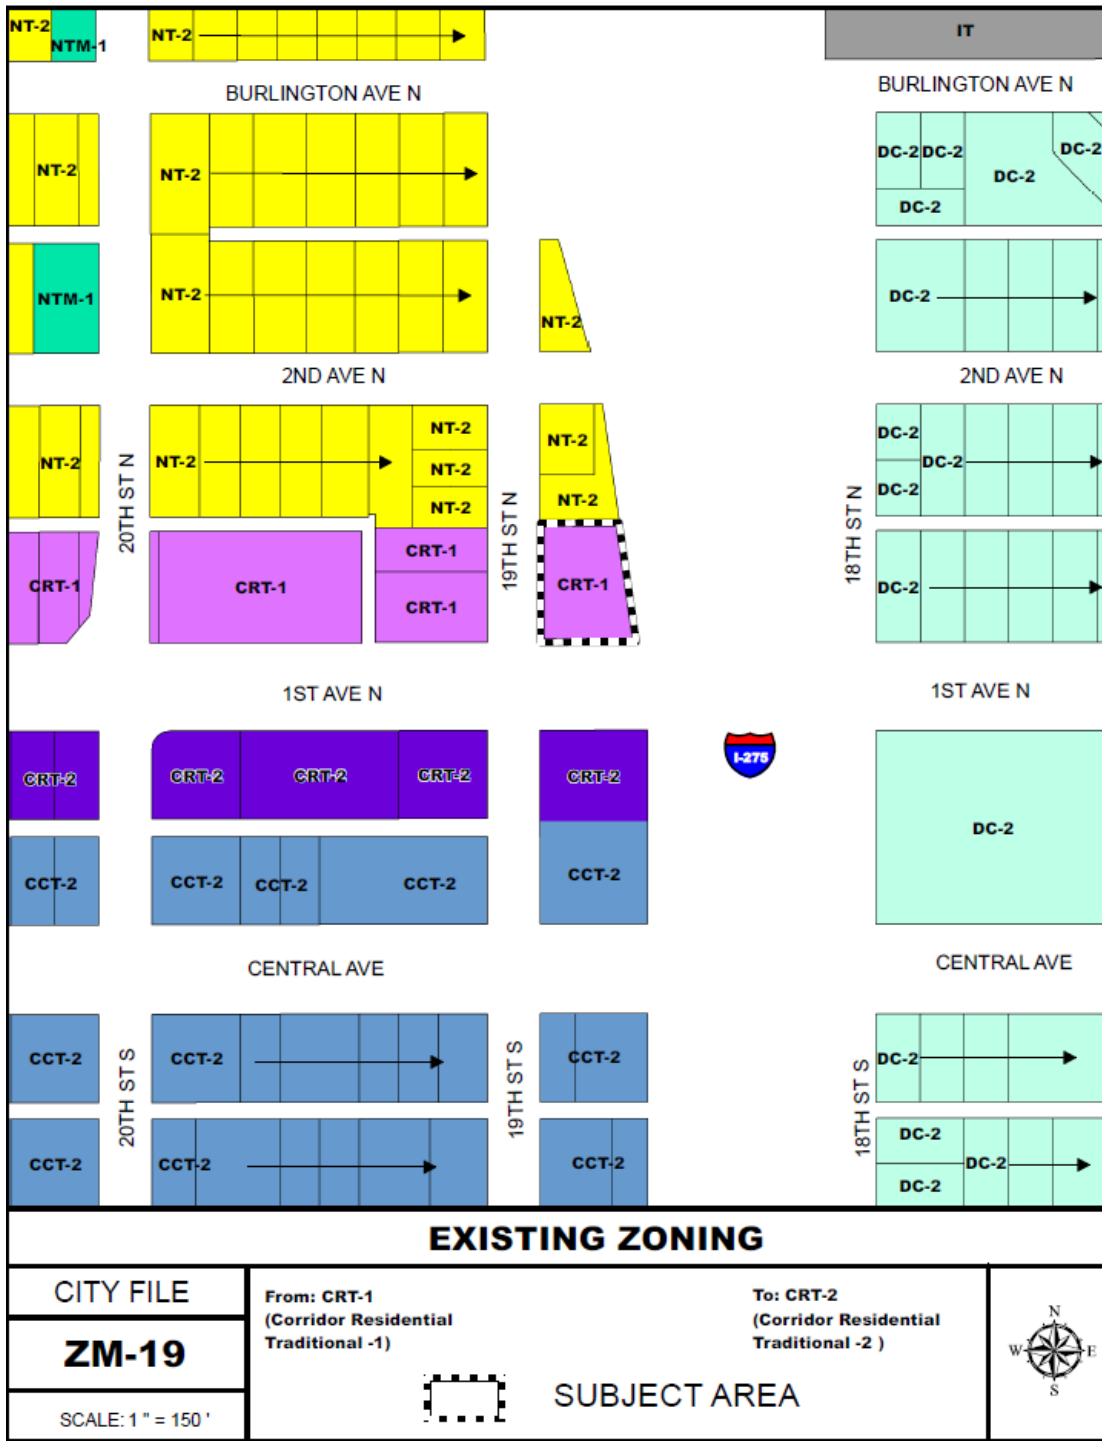 NT-2
NTM-1
NT-2
IT
BURLINGTON AVE N
BURLINGTON AVE N
NT-2
NT-2
DC-2
DC-2
DC-2
DC-2
DC-2
NTM-1
NT-2
NT-2
DC-2
2ND AVE N
2ND AVE N
NT-2
NT-2
NT-2
NT-2
NT-2
NT-2
NT-2
DC-2
DC-2
DC-2
20TH ST N
19TH ST N
18TH ST N
CRT-1
CRT-1
CRT-1
CRT-1
CRT-1
DC-2
1ST AVE N
1ST AVE N
CRT-2
CRT-2
CRT-2
CRT-2
CRT-2
I-275
DC-2
CCT-2
CCT-2
CCT-2
CCT-2
CCT-2
CENTRAL AVE
CENTRAL AVE
CCT-2
CCT-2
CCT-2
DC-2
20TH ST S
19TH ST S
18TH ST S
CCT-2
CCT-2
CCT-2
DC-2
DC-2
DC-2
EXISTING ZONING
CITY FILE
ZM-19
SCALE: 1 " = 150 '
From: CRT-1
(Corridor Residential
Traditional -1)
To: CRT-2
(Corridor Residential
Traditional -2 )
SUBJECT AREA
N
W
E
S